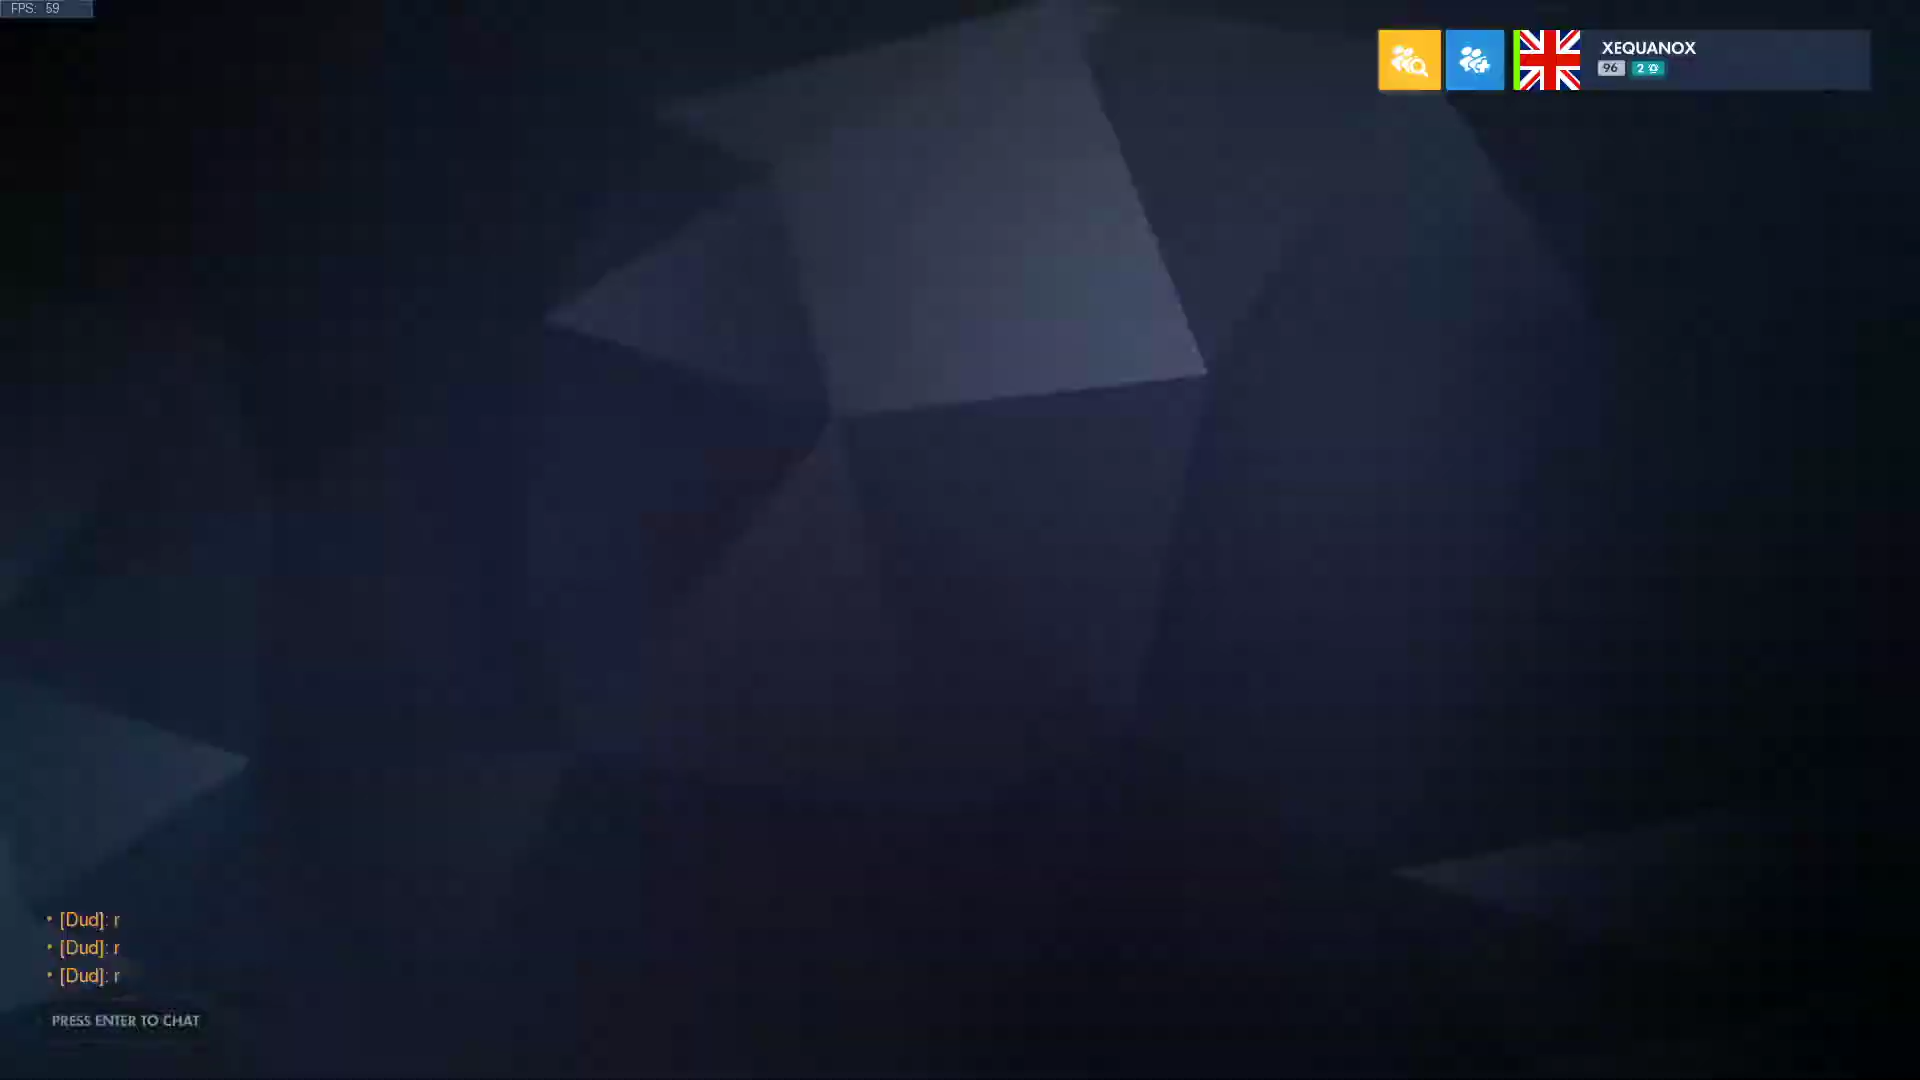 FPS: 59
XEQUANOX
96 2
• [Dud]: r
• [Dud]: r
• [Dud]: r
PRESS ENTER TO CHAT